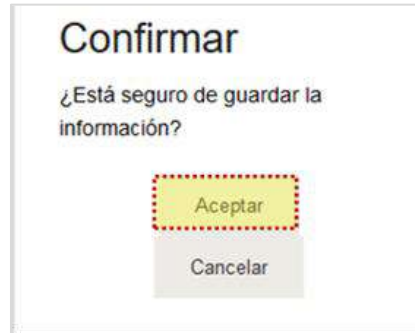 Confirmar
¿Está seguro de guardar la
información?
Aceptar
Cancelar